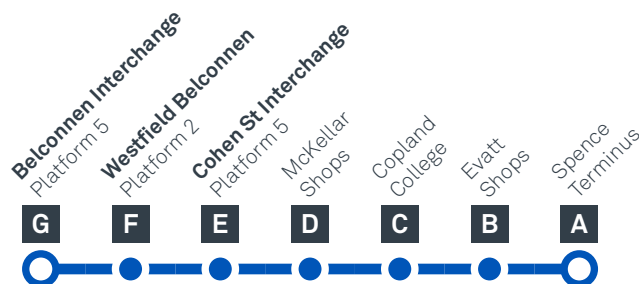 Belconnen Interchange
Platform 5
Westfield Belconnen
Platform 2
Cohen St Interchange
Platform 5
McKellar
Shops
Copland
College
Evatt
Shops
Spence
Terminus
G
F
E
D
C
B
A